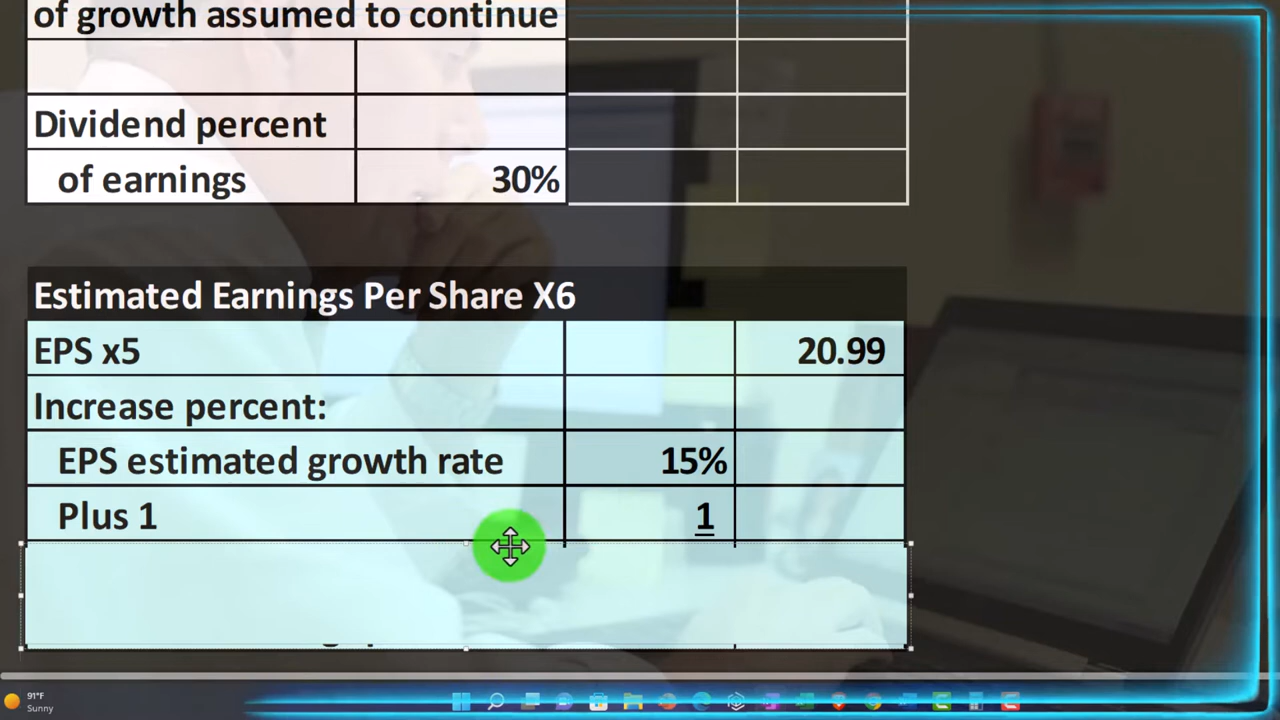 of growth assumed to continue
Dividend percent
of earnings 30%
Estimated Earnings Per Share X6
EPS x5 20.99
Increase percent:
EPS estimated growth rate 15%
Plus 1 1
91°F
Sunny